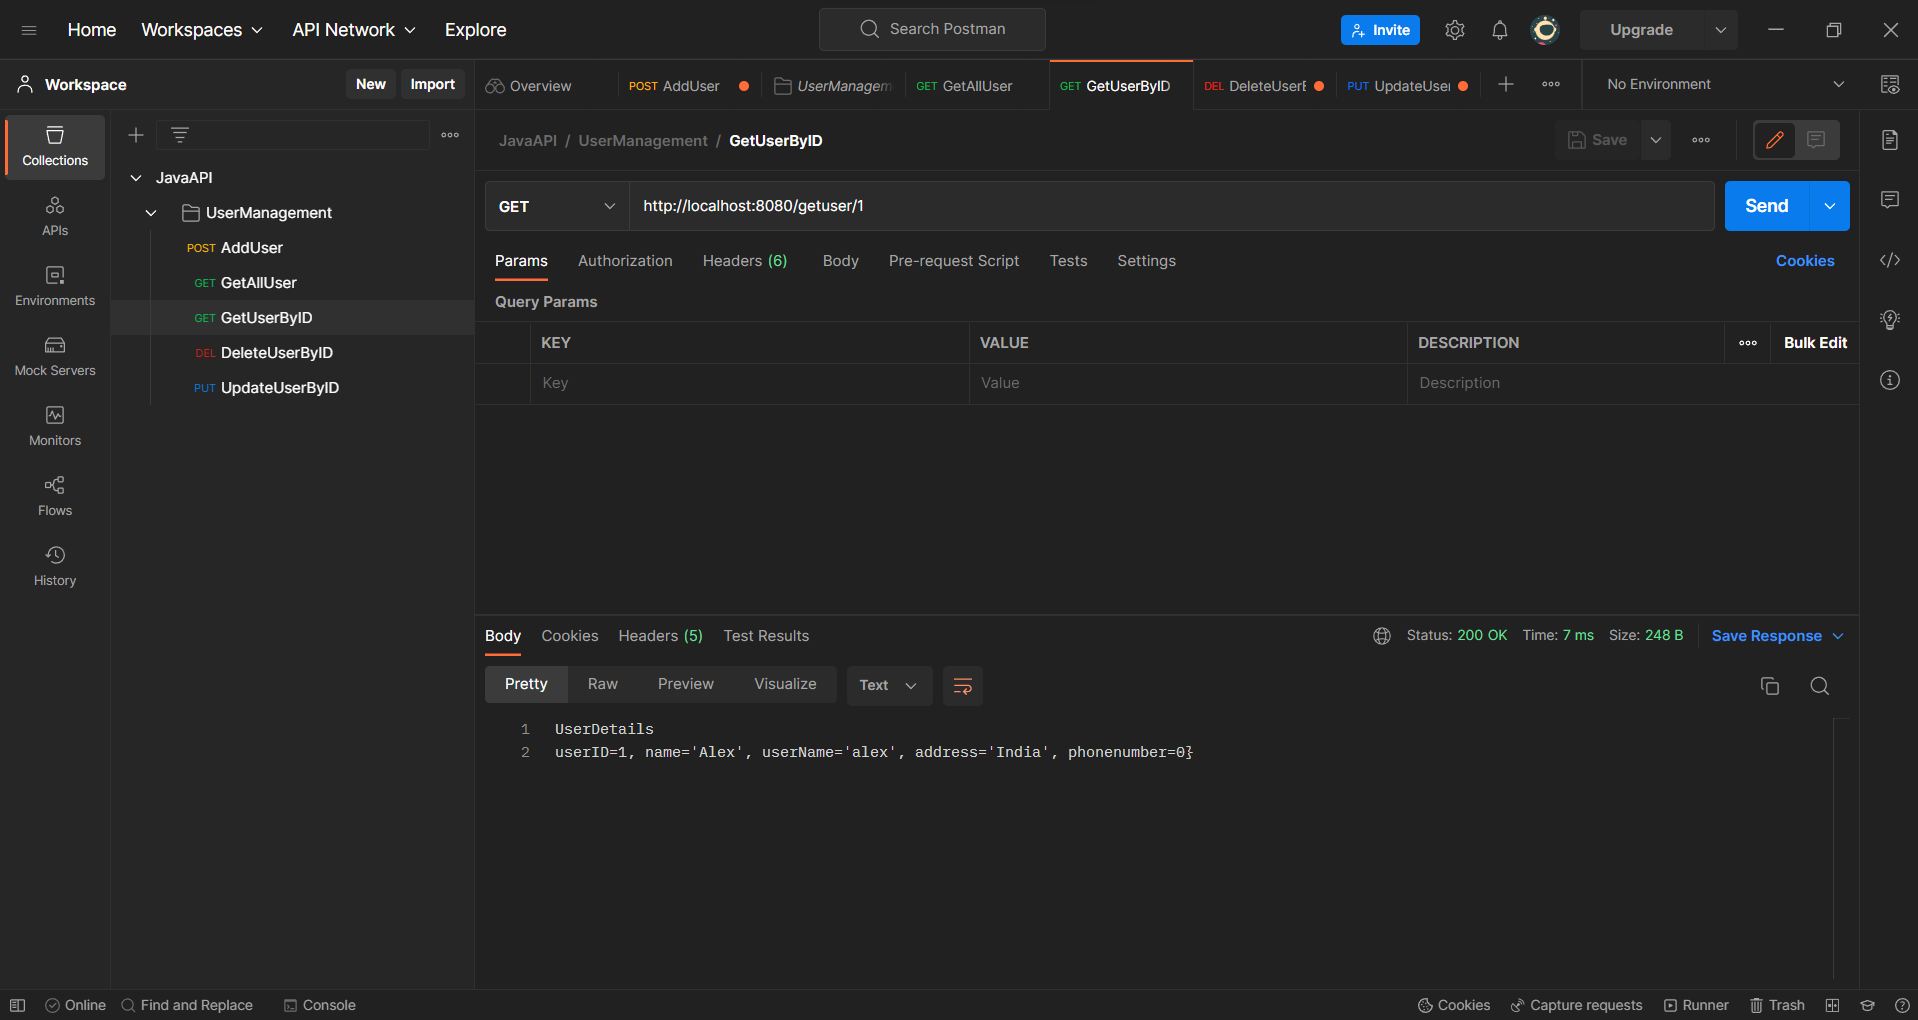 Home Workspaces API Network Explore Search Postman Invite Upgrade
Workspace New Import Overview POST AddUser UserManagem GET GetAllUser GET GetUserByID DEL DeleteUserE PUT UpdateUser No Environment
Collections
APIs
Environments
Mock Servers
Monitors
Flows
History
JavaAPI
UserManagement
POST AddUser
GET GetAllUser
GET GetUserByID
DEL DeleteUserByID
PUT UpdateUserByID
JavaAPI / UserManagement / GetUserByID Save
GET http://localhost:8080/getuser/1 Send
Params Authorization Headers (6) Body Pre-request Script Tests Settings Cookies
Query Params
KEY VALUE DESCRIPTION Bulk Edit
Key Value Description
Body Cookies Headers (5) Test Results Status: 200 OK Time: 7 ms Size: 248 B Save Response
Pretty Raw Preview Visualize Text
1 UserDetails
2 userID=1, name='Alex', userName='alex', address='India', phonenumber=0}
Online Find and Replace Console Cookies Capture requests Runner Trash